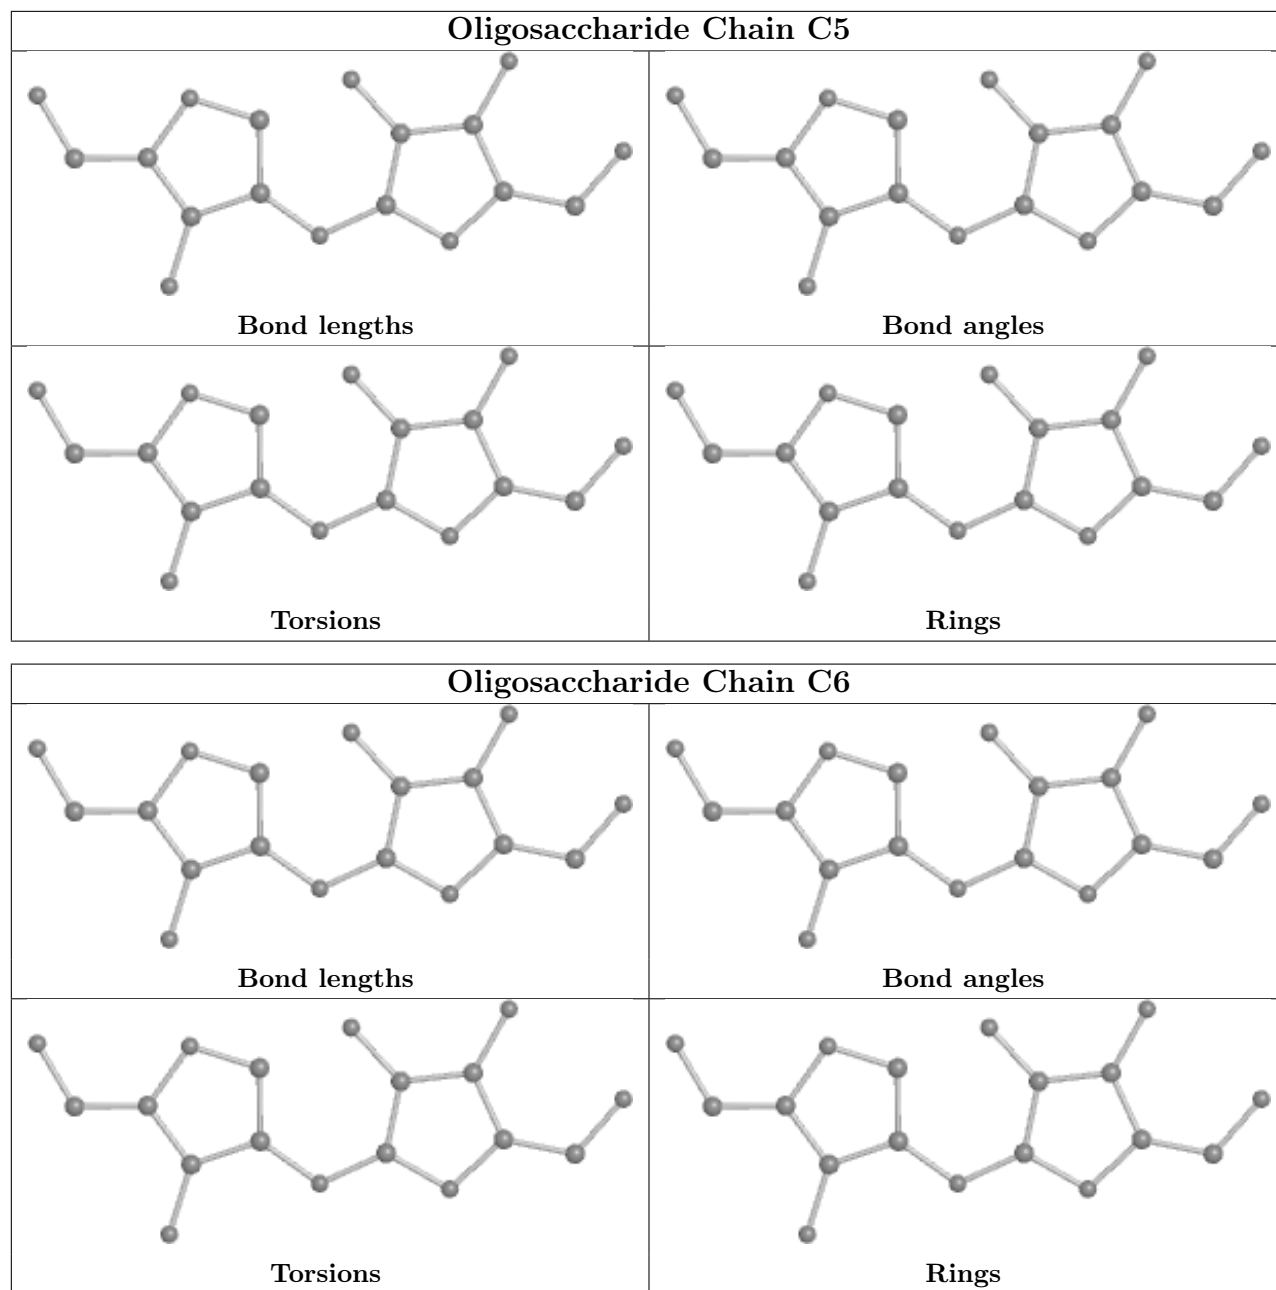 Oligosaccharide Chain C5
Bond lengths
Bond angles
Torsions
Rings
Oligosaccharide Chain C6
Bond lengths
Bond angles
Torsions
Rings